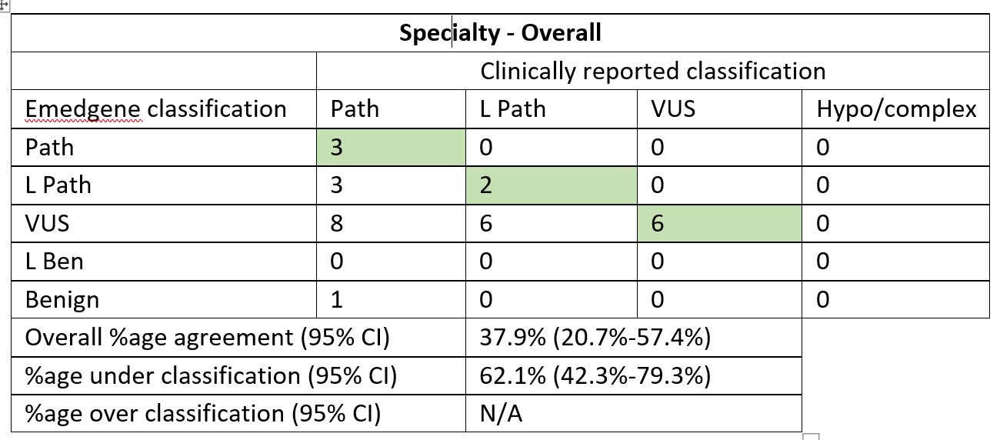 Specialty - Overall
Clinically reported classification
Emedgene classification Path L Path VUS Hypo/complex
Path 3 0 0 0
L Path 3 2 0 0
VUS 8 6 6 0
L Ben 0 0 0 0
Benign 1 0 0 0
Overall %age agreement (95% CI) 37.9% (20.7%-57.4%)
%age under classification (95% CI) 62.1% (42.3%-79.3%)
%age over classification (95% CI) N/A